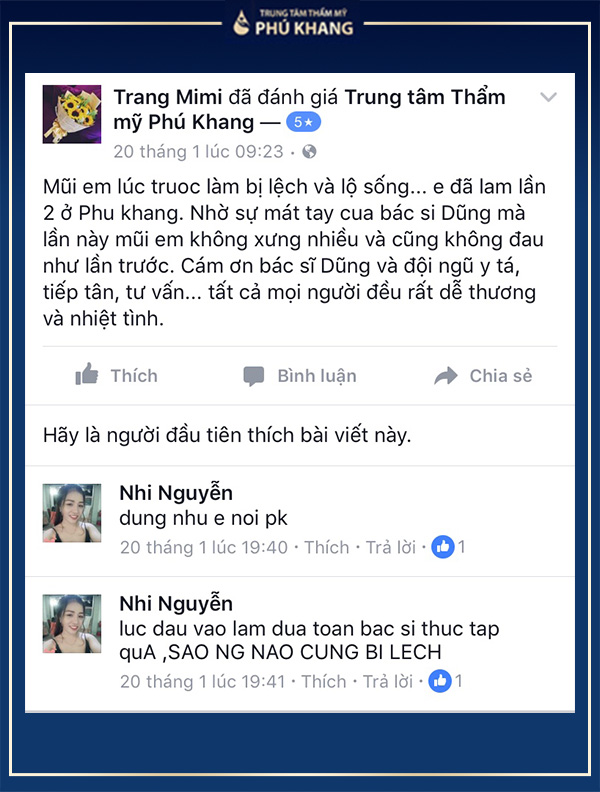 TRUNG TÂM THẨM MỸ
PHÚ KHANG
Trang Mimi đã đánh giá Trung tâm Thẩm
mỹ Phú Khang — 5★
20 tháng 1 lúc 09:23 ·
Mũi em lúc truoc làm bị lệch và lộ sống... e đã lam lần
2 ở Phu khang. Nhờ sự mát tay cua bác si Dũng mà
lần này mũi em không xưng nhiều và cũng không đau
như lần trước. Cám ơn bác sĩ Dũng và đội ngũ y tá,
tiếp tân, tư vấn... tất cả mọi người đều rất dễ thương
và nhiệt tình.
Thích Bình luận Chia sẻ
Hãy là người đầu tiên thích bài viết này.
Nhi Nguyễn
dung nhu e noi pk
20 tháng 1 lúc 19:40 · Thích · Trả lời · 1
Nhi Nguyễn
luc dau vao lam dua toan bac si thuc tap
quA ,SAO NG NAO CUNG BI LECH
20 tháng 1 lúc 19:41 · Thích · Trả lời · 1